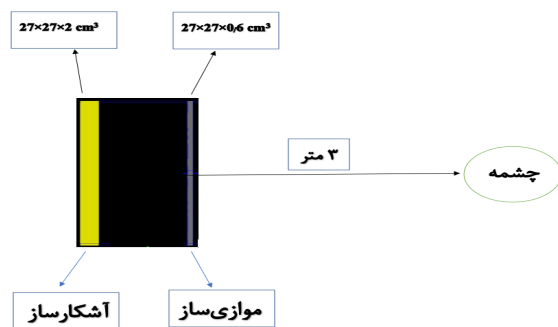 27×27×2 cm³
27×27×0/6 cm³
۳ متر
چشمه
آشکارساز
موازی‌ساز